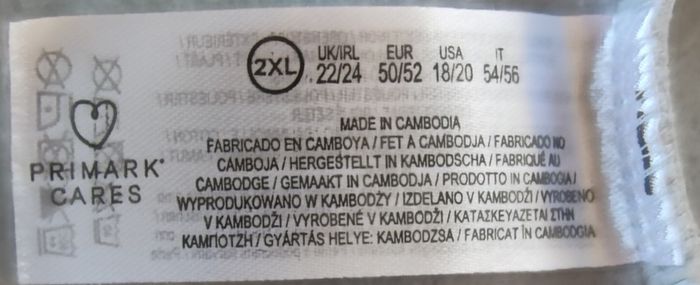 PRIMARK
CARES
2XL
UK/IRL EUR USA IT
22/24 50/52 18/20 54/56
MADE IN CAMBODIA
FABRICADO EN CAMBOYA / FET A CAMBODJA / FABRICADO NO
CAMBOJA / HERGESTELLT IN KAMBODSCHA / FABRIQUÉ AU
CAMBODGE / GEMAAKT IN CAMBODJA / PRODOTTO IN CAMBOGIA /
WYPRODUKOWANO W KAMBODŻY / IZDELANO V KAMBODŽI / VYROBENO
V KAMBODŽI / VYROBENÉ V KAMBODŽI / ΚΑΤΑΣΚΕΥΑΖΕΤΑΙ ΣΤΗΝ
ΚΑΜΠΟΤΖΗ / GYÁRTÁS HELYE: KAMBODZSA / FABRICAT ÎN CAMBODGIA